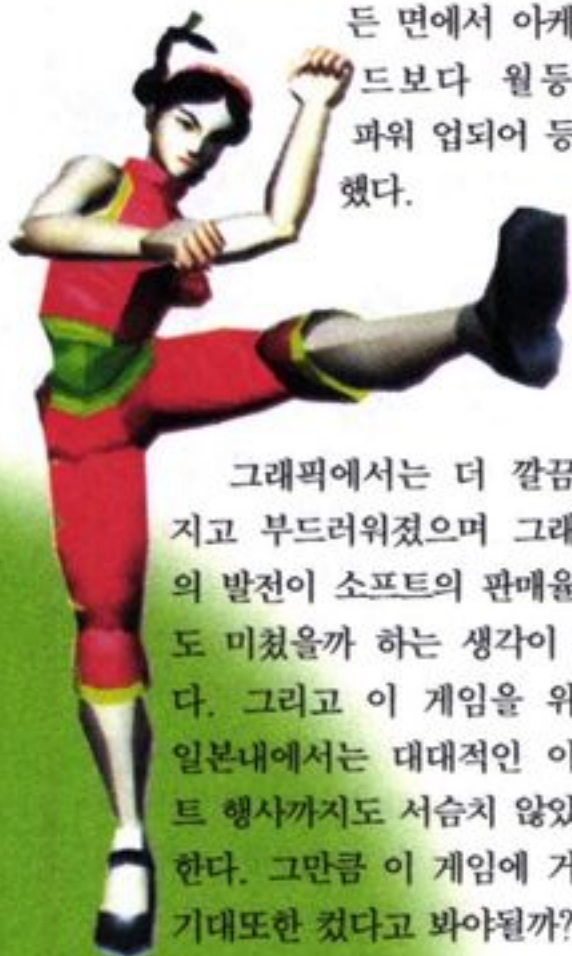 든 면에서 아케
드보다 월등
파워 업되어 등
했다.
그래픽에서는 더 깔끔
지고 부드러워졌으며 그래
의 발전이 소프트의 판매율
도 미쳤을까 하는 생각이
다. 그리고 이 게임을 위
일본내에서는 대대적인 이
트 행사까지도 서슴치 않았
한다. 그만큼 이 게임에 거
기대또한 컸다고 봐야될까?